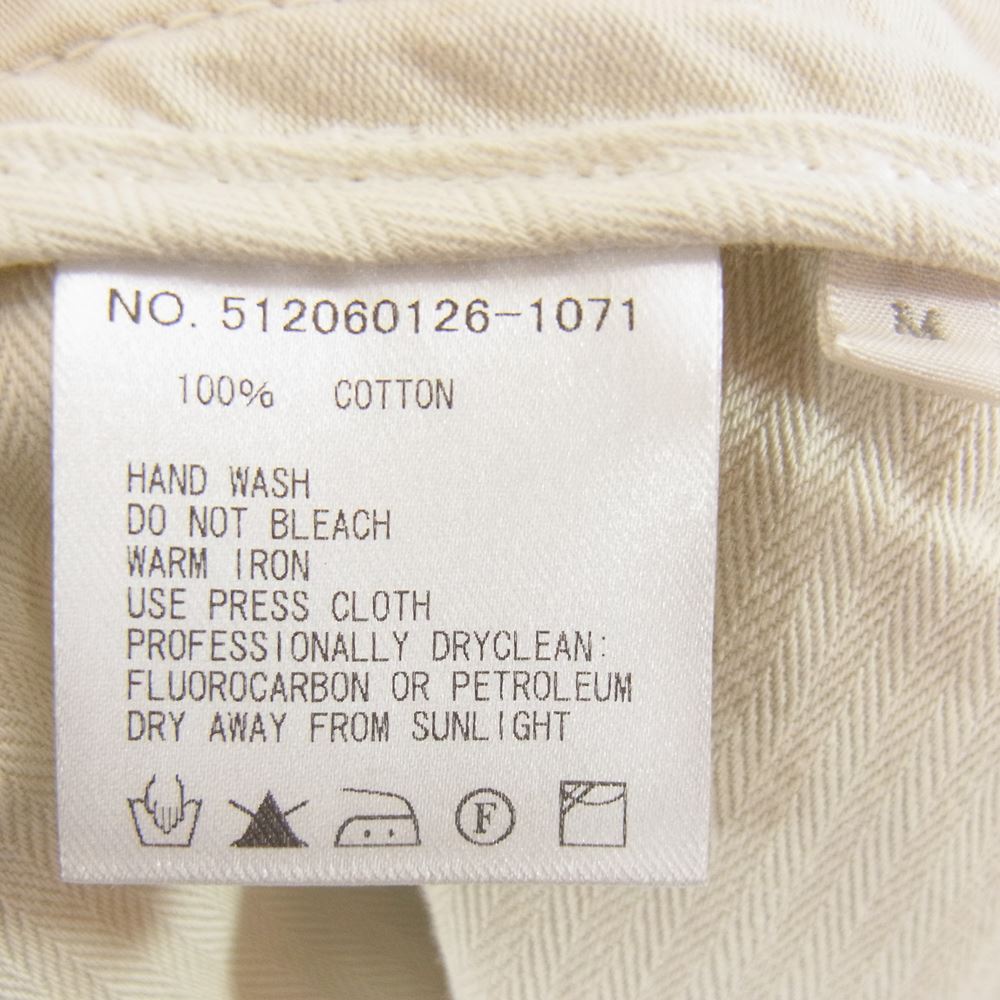 NO. 512060126-1071
100% COTTON
HAND WASH
DO NOT BLEACH
WARM IRON
USE PRESS CLOTH
PROFESSIONALLY DRYCLEAN:
FLUOROCARBON OR PETROLEUM
DRY AWAY FROM SUNLIGHT
F
M